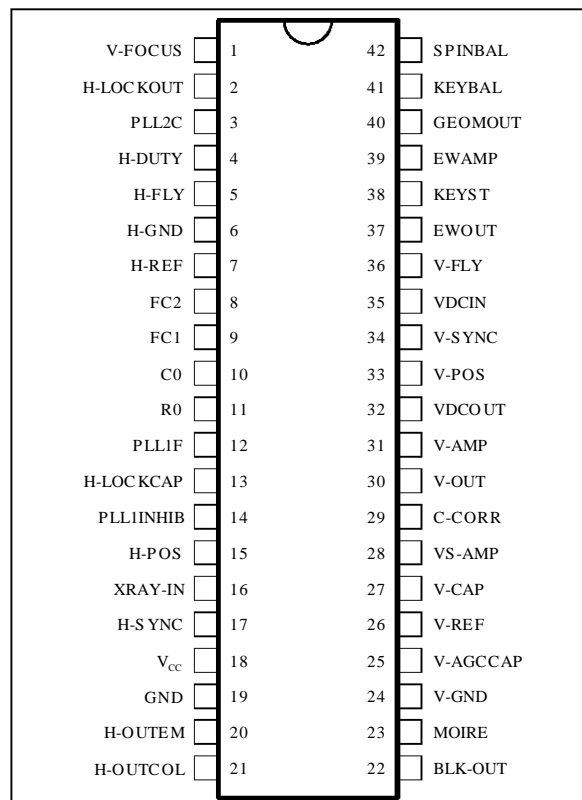 V-FOCUS 1 42 SPINBAL
H-LOCKOUT 2 41 KEYBAL
PLL2C 3 40 GEOMOUT
H-DUTY 4 39 EWAMP
H-FLY 5 38 KEYST
H-GND 6 37 EWOUT
H-REF 7 36 V-FLY
FC2 8 35 VDCIN
FC1 9 34 V-SYNC
C0 10 33 V-POS
R0 11 32 VDCOUT
PLL1F 12 31 V-AMP
H-LOCKCAP 13 30 V-OUT
PLL1INHIB 14 29 C-CORR
H-POS 15 28 VS-AMP
XRAY-IN 16 27 V-CAP
H-SYNC 17 26 V-REF
VCC 18 25 V-AGCCAP
GND 19 24 V-GND
H-OUTEM 20 23 MOIRE
H-OUTCOL 21 22 BLK-OUT